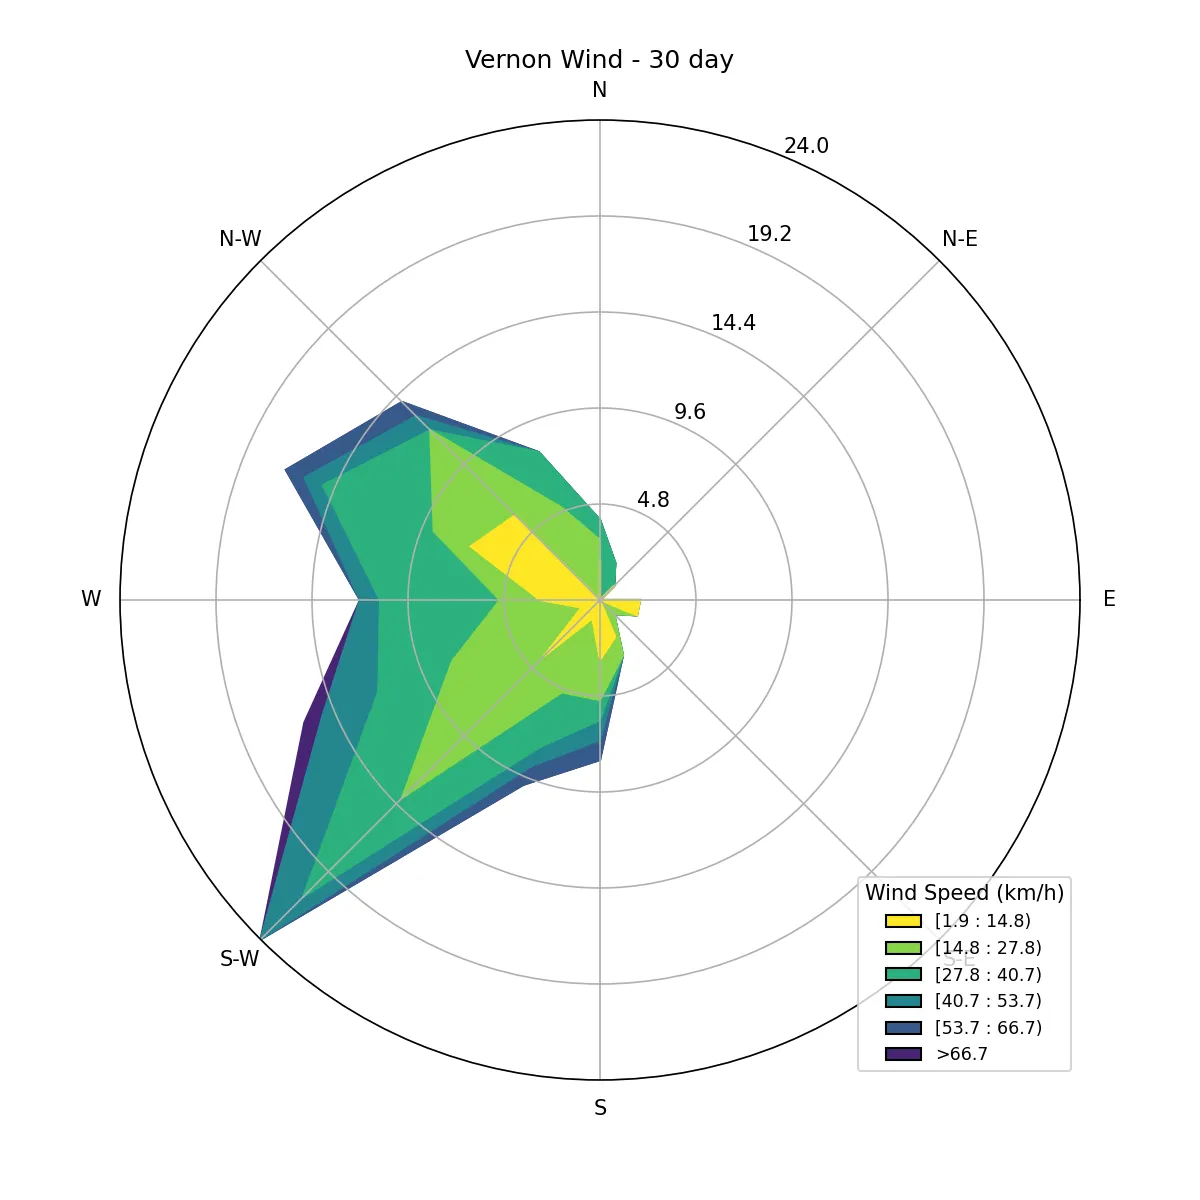 Vernon Wind - 30 day
N
24.0
19.2
N-W
N-E
14.4
9.6
4.8
W
E
Wind Speed (km/h)
[1.9 : 14.8)
[14.8 : 27.8)
S-W
S-E
[27.8 : 40.7)
[40.7 : 53.7)
[53.7 : 66.7)
>66.7
S